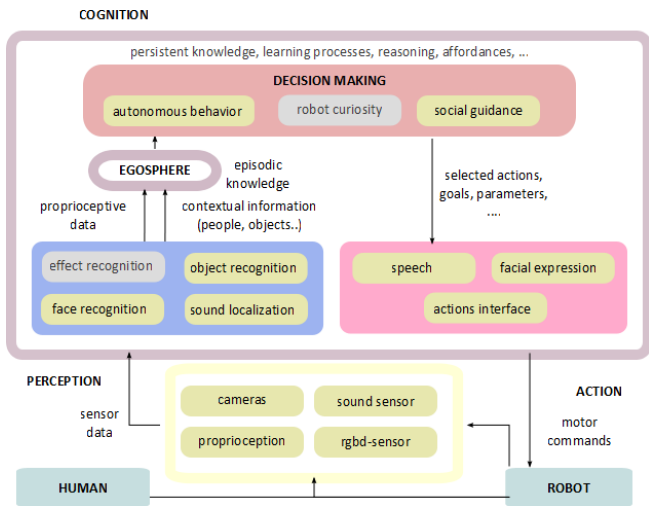 COGNITION
persistent knowledge, learning processes, reasoning, affordances, ...
DECISION MAKING
autonomous behavior
robot curiosity
social guidance
EGOSPHERE
episodic
knowledge
proprioceptive
data
contextual information
(people, objects..)
selected actions,
goals, parameters,
....
effect recognition
object recognition
face recognition
sound localization
speech
facial expression
actions interface
PERCEPTION
sensor
data
cameras
sound sensor
proprioception
rgbd-sensor
ACTION
motor
commands
HUMAN
ROBOT